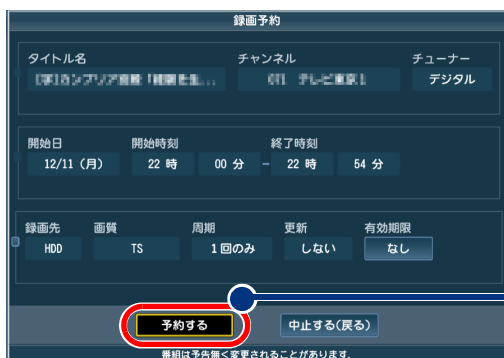 録画予約
タイトル名 チャンネル チューナー
デジタル
開始日 開始時刻 終了時刻
12/11 (月) 22 時 00 分 － 22 時 54 分
録画先 画質 周期 更新 有効期限
HDD TS 1回のみ しない なし
予約する 中止する(戻る)
番組は予告無く変更されることがあります。